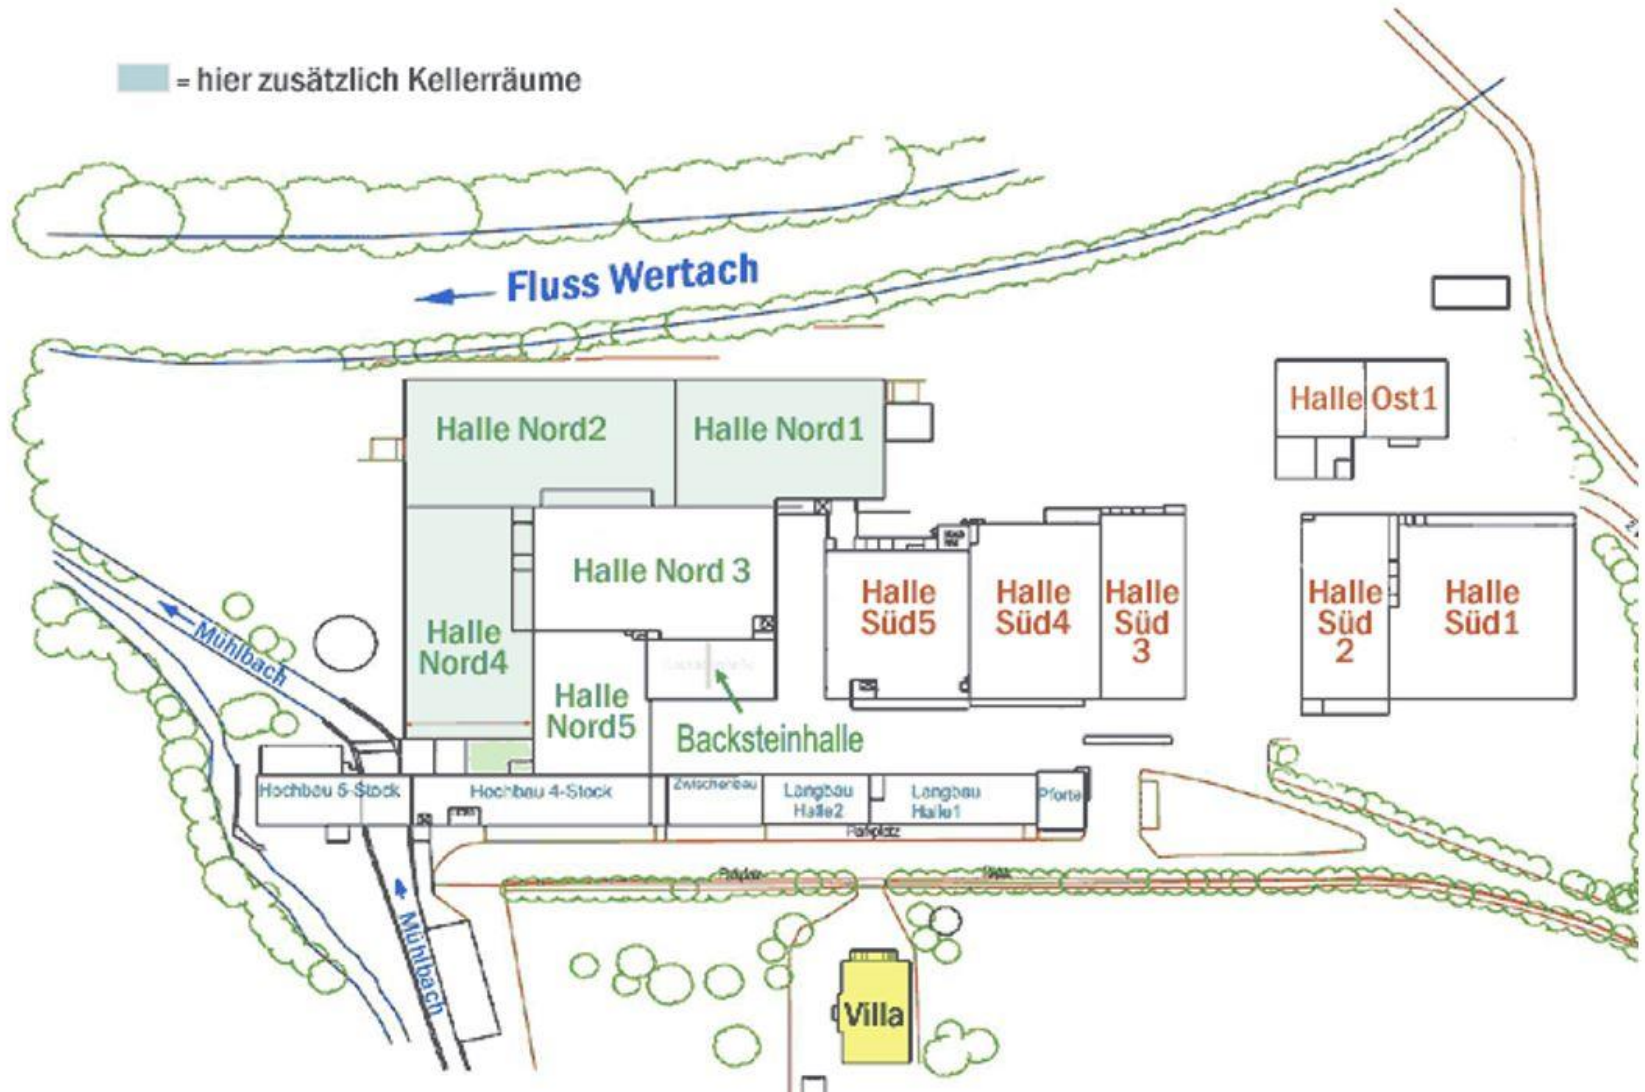 = hier zusätzlich Kellerräume
Fluss Wertach
Halle Nord2
Halle Nord1
Halle Ost1
Halle Nord 3
Halle
Nord4
Halle
Nord5
Backsteinhalle
Halle
Süd5
Halle
Süd4
Halle
Süd
3
Halle
Süd
2
Halle
Süd1
Mühlbach
Hochbau 5-Stock
Hochbau 4-Stock
Zwischenbau
Langbau
Halle2
Langbau
Halle1
Pforte
Parkplatz
Mühlbach
Villa